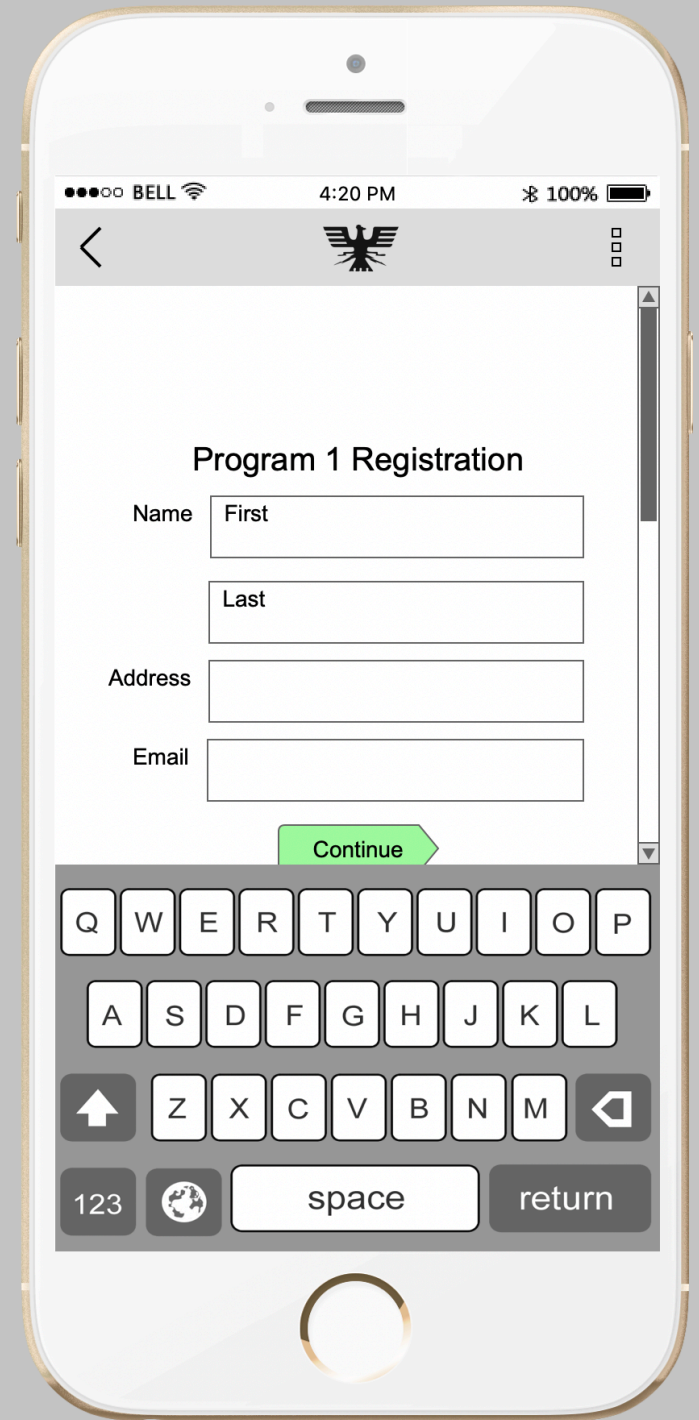 BELL 4:20 PM 100%
Program 1 Registration
Name First
Last
Address
Email
Continue
Q W E R T Y U I O P
A S D F G H J K L
Z X C V B N M
123 space return